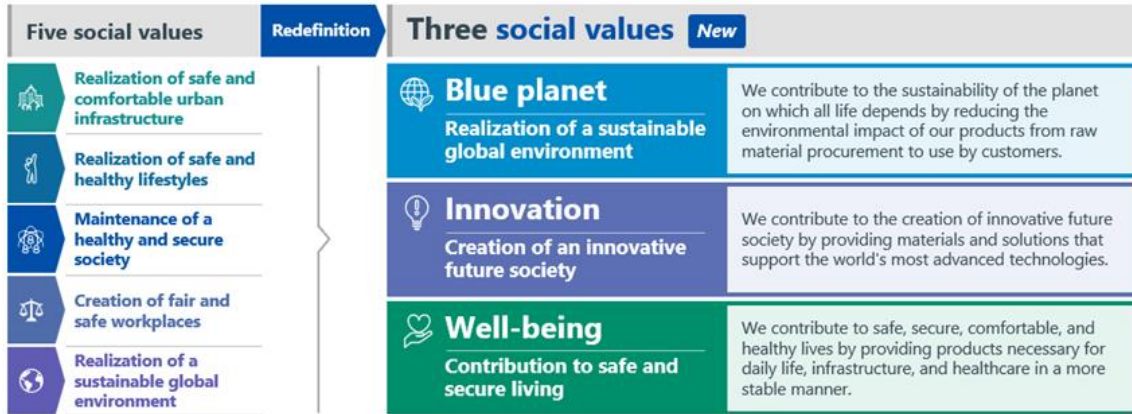 Five social values
Redefinition
Three social values New
Realization of safe and
comfortable urban
infrastructure
Realization of safe and
healthy lifestyles
Maintenance of a
healthy and secure
society
Creation of fair and
safe workplaces
Realization of a
sustainable global
environment
Blue planet
Realization of a sustainable
global environment
We contribute to the sustainability of the planet
on which all life depends by reducing the
environmental impact of our products from raw
material procurement to use by customers.
Innovation
Creation of an innovative
future society
We contribute to the creation of innovative future
society by providing materials and solutions that
support the world's most advanced technologies.
Well-being
Contribution to safe and
secure living
We contribute to safe, secure, comfortable, and
healthy lives by providing products necessary for
daily life, infrastructure, and healthcare in a more
stable manner.